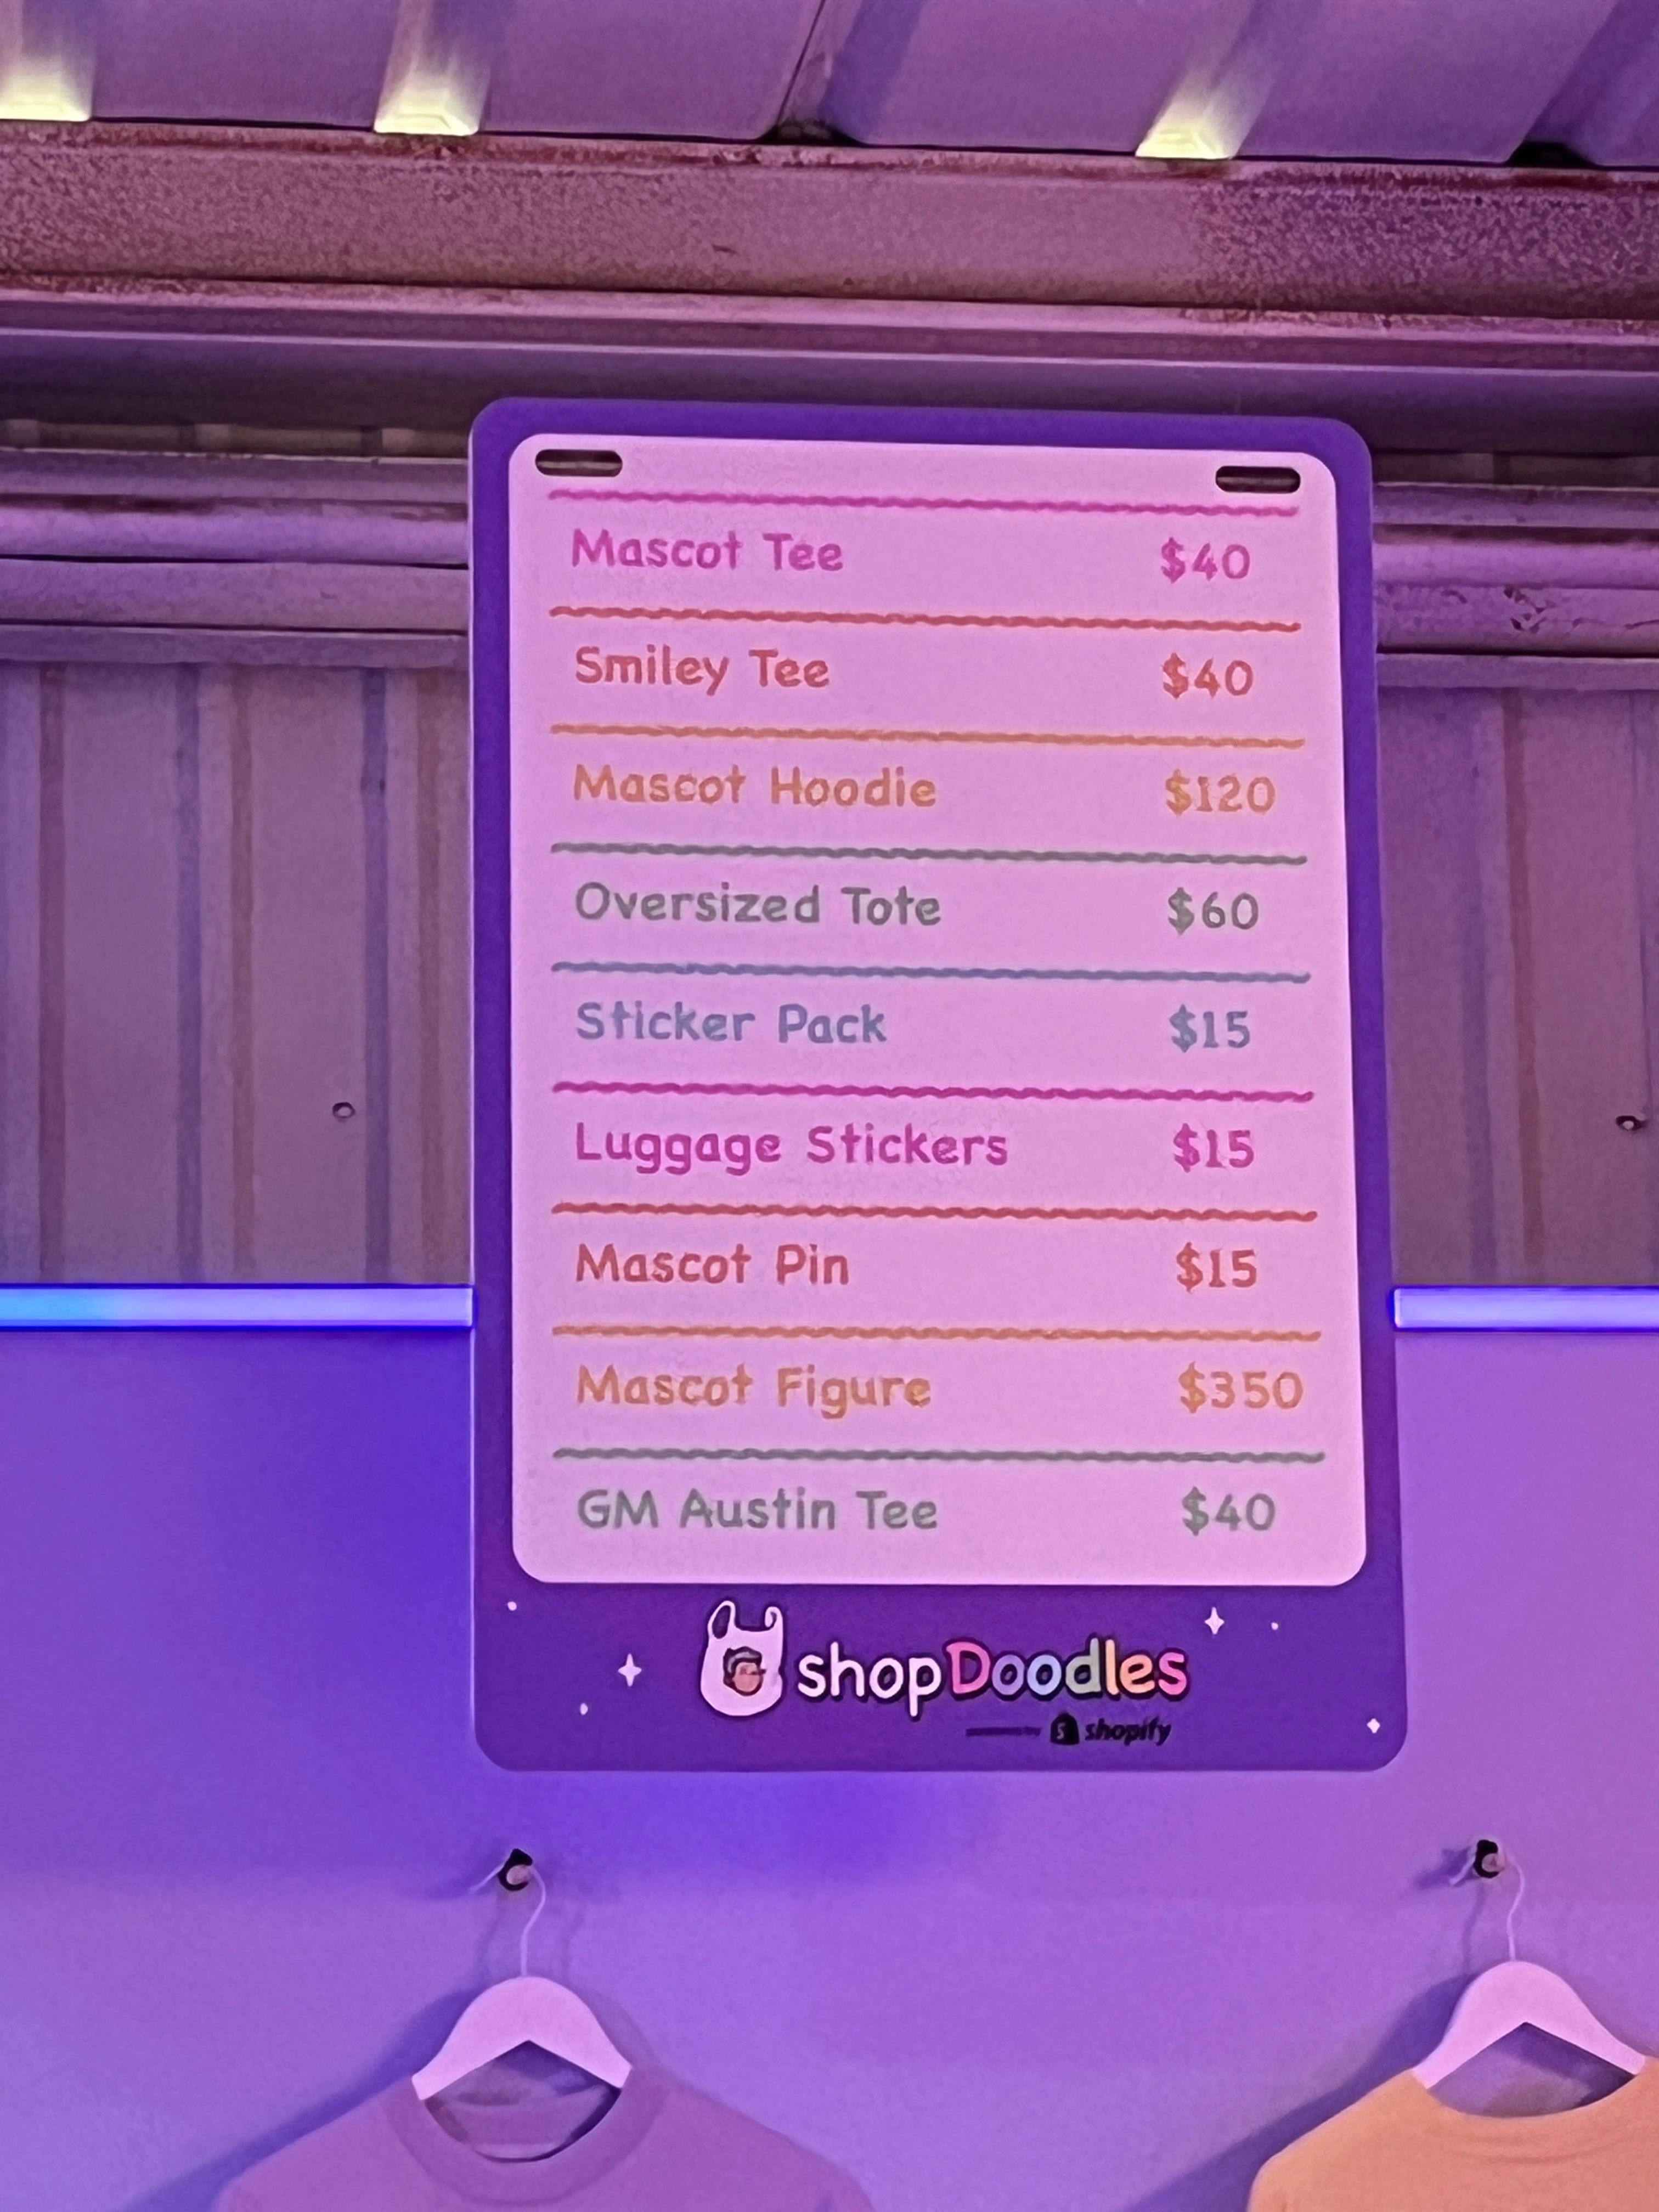 Mascot Tee $40
Smiley Tee $40
Mascot Hoodie $120
Oversized Tote $60
Sticker Pack $15
Luggage Stickers $15
Mascot Pin $15
Mascot Figure $350
GM Austin Tee $40
shopDoodles
shopify